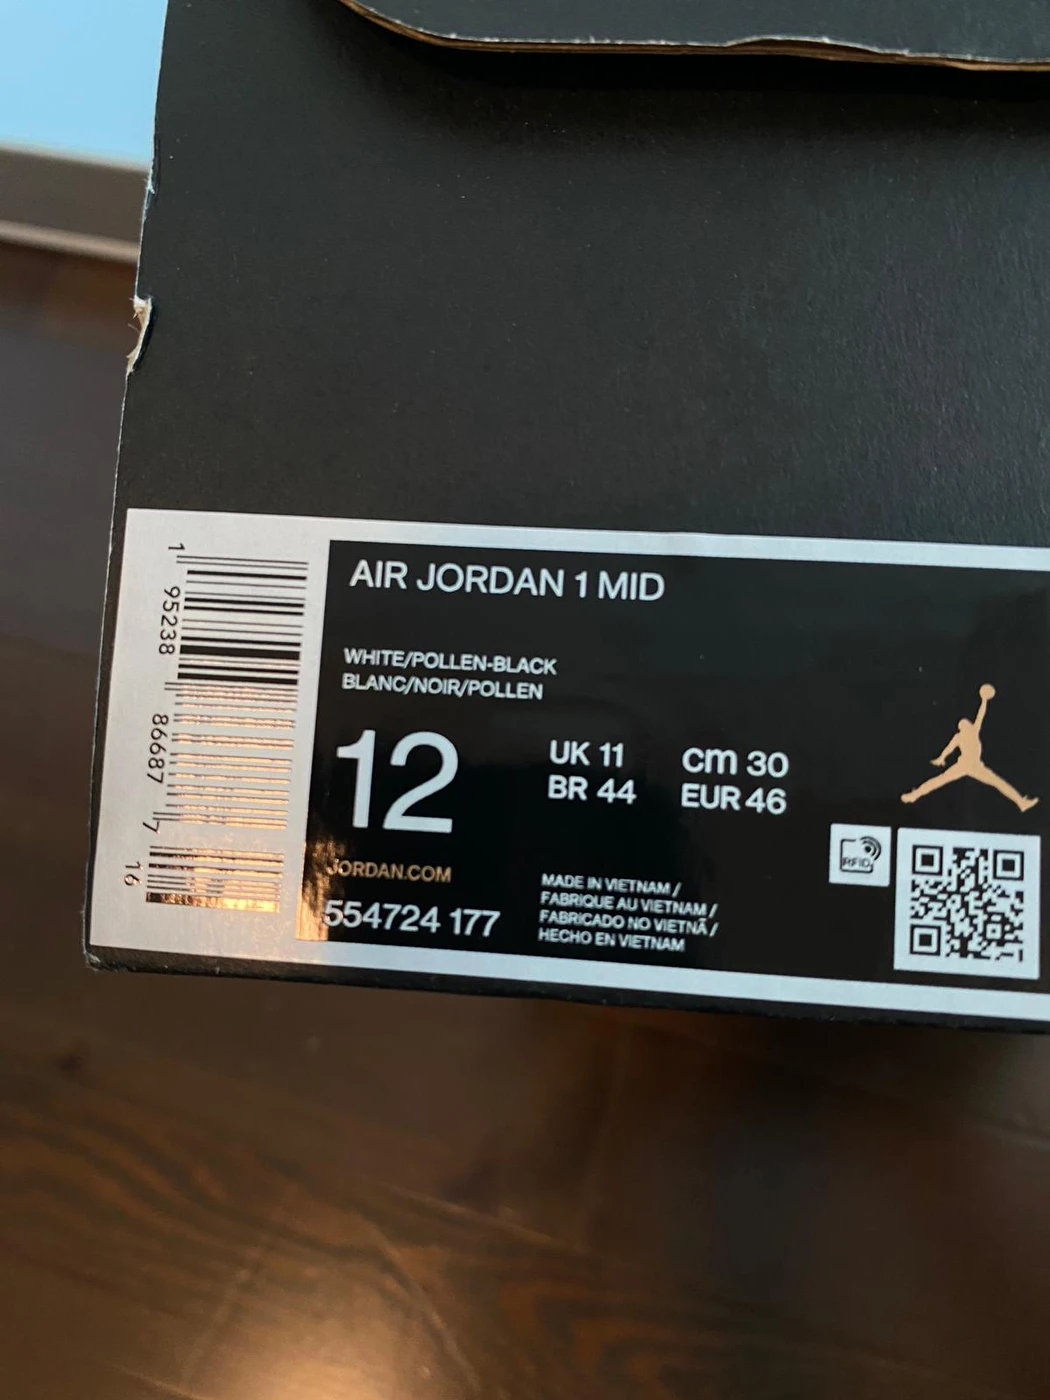 AIR JORDAN 1 MID
WHITE/POLLEN-BLACK
BLANC/NOIR/POLLEN
12
UK 11
BR 44
cm 30
EUR 46
JORDAN.COM
554724 177
MADE IN VIETNAM /
FABRIQUE AU VIETNAM /
FABRICADO NO VIETNÃ /
HECHO EN VIETNAM
RFID
1 95238 86687 7 16